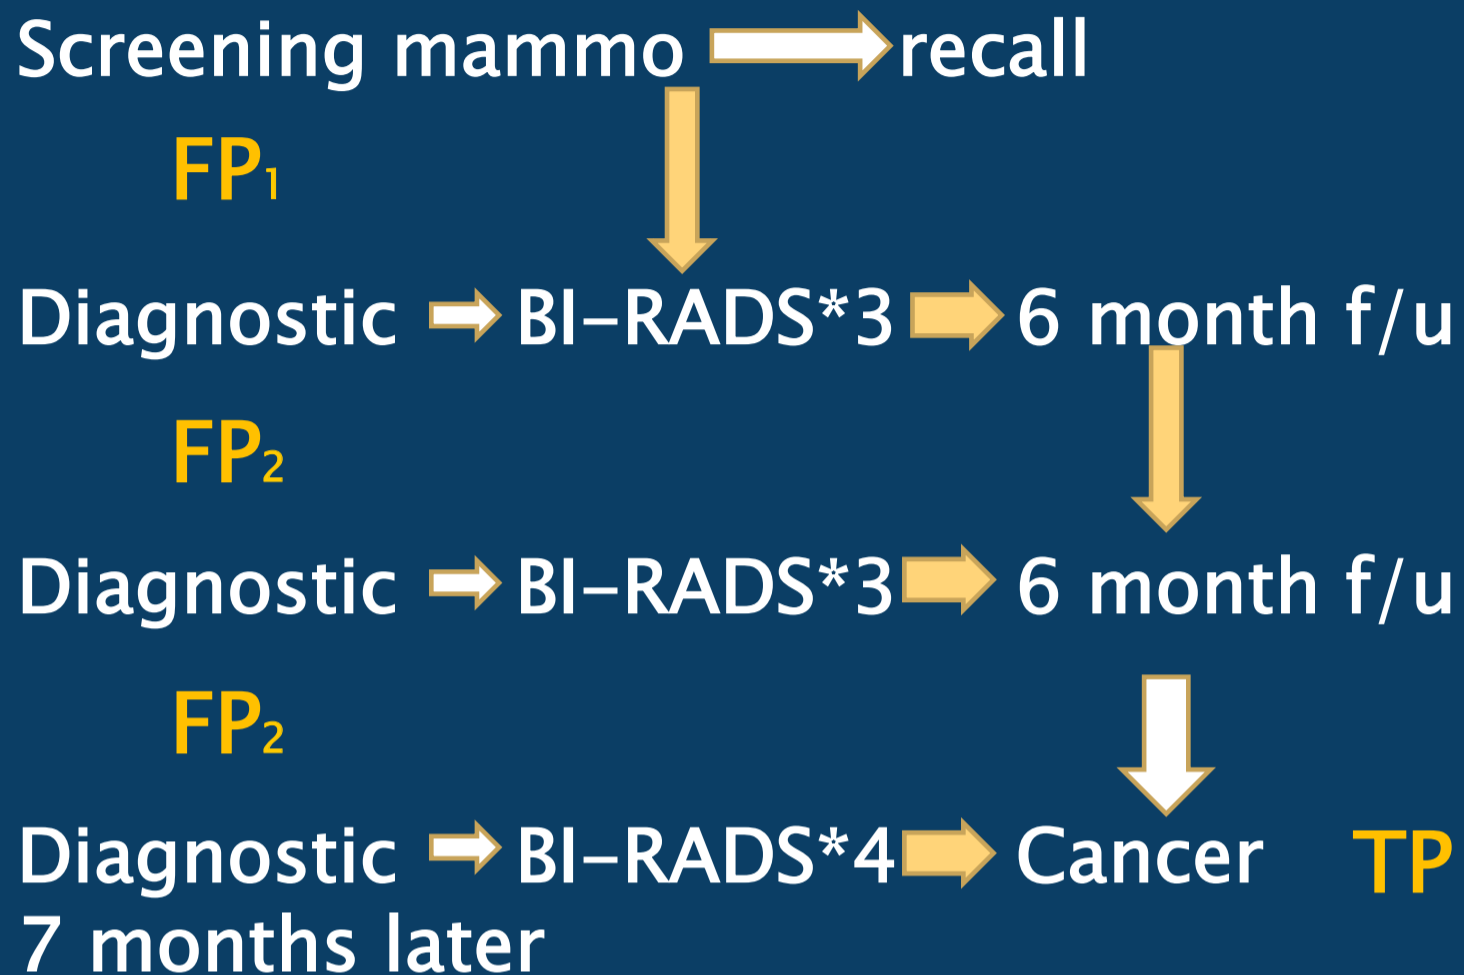 Screening mammo recall
FP1
Diagnostic BI-RADS*3 6 month f/u
FP2
Diagnostic BI-RADS*3 6 month f/u
FP2
Diagnostic BI-RADS*4 Cancer TP
7 months later